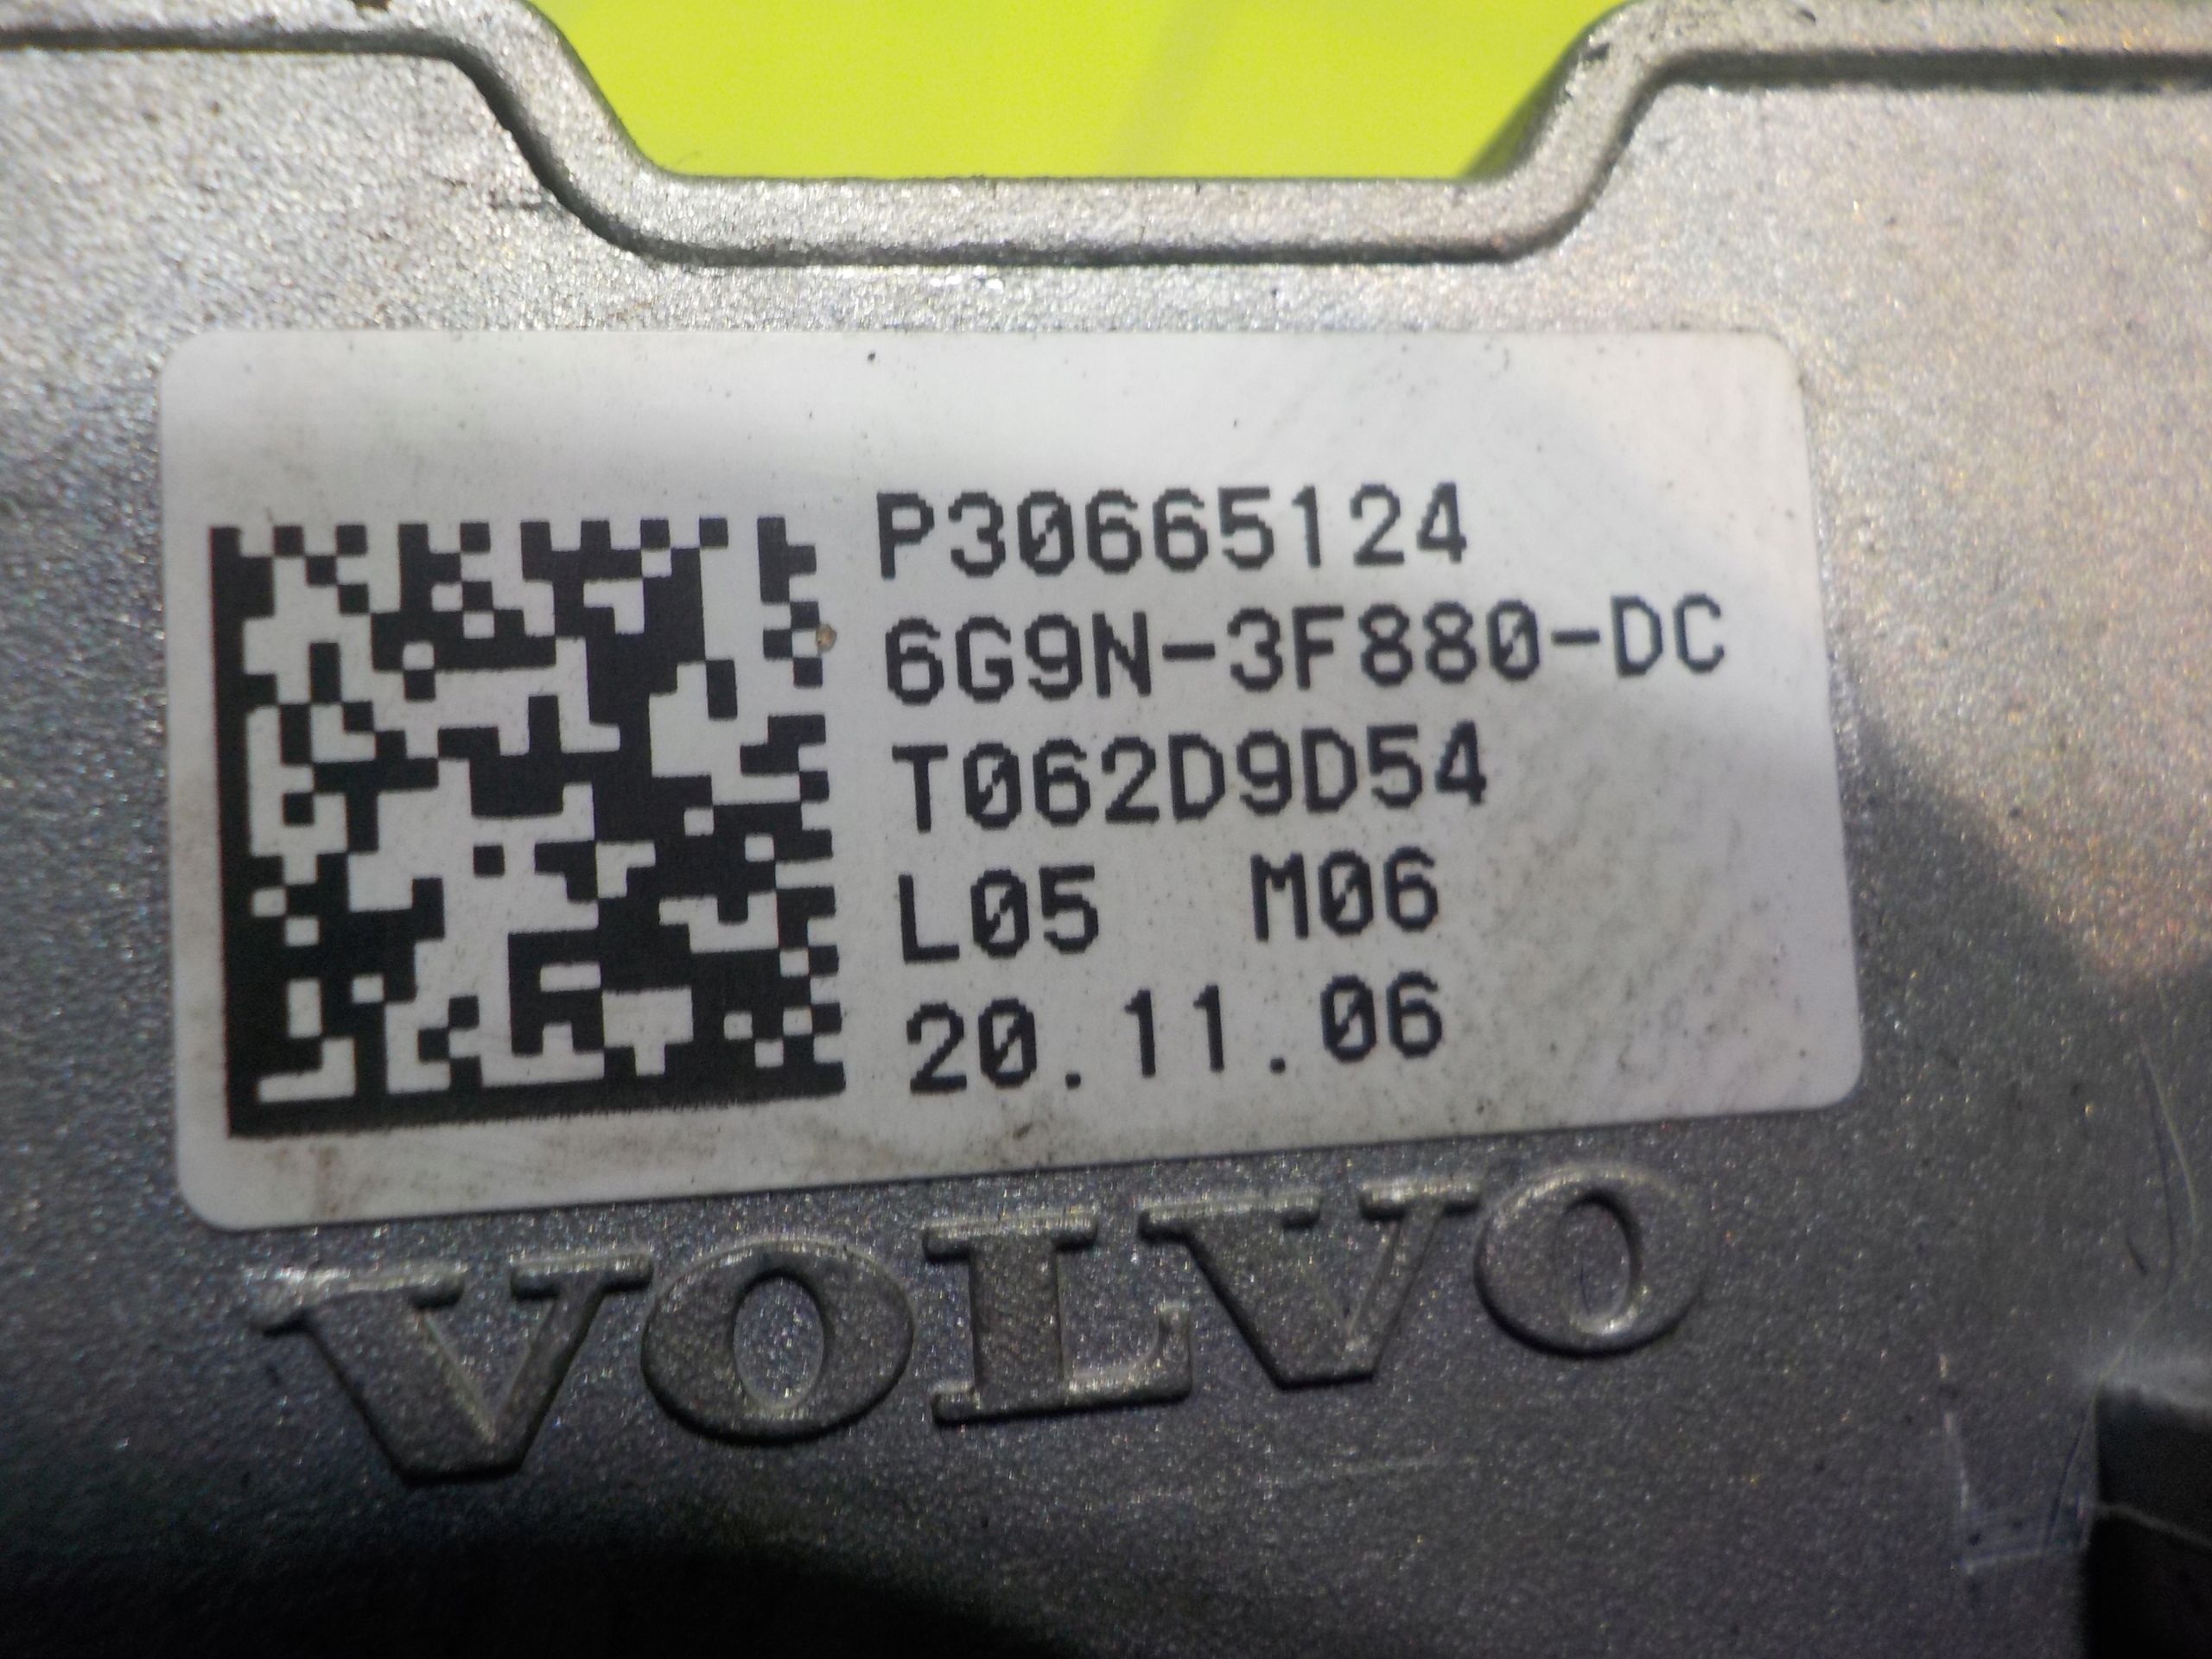 P30665124
6G9N-3F880-DC
T062D9D54
L05 M06
20.11.06
VOLVO